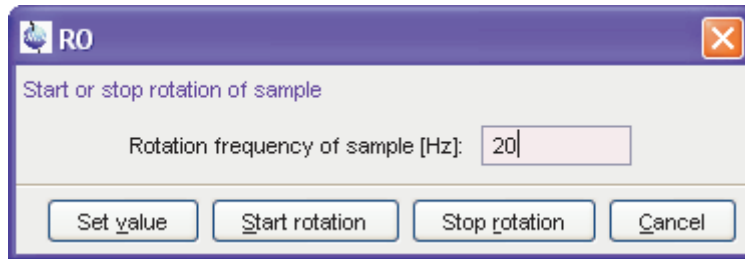 RO
Start or stop rotation of sample
Rotation frequency of sample [Hz]: 20
Set value Start rotation Stop rotation Cancel